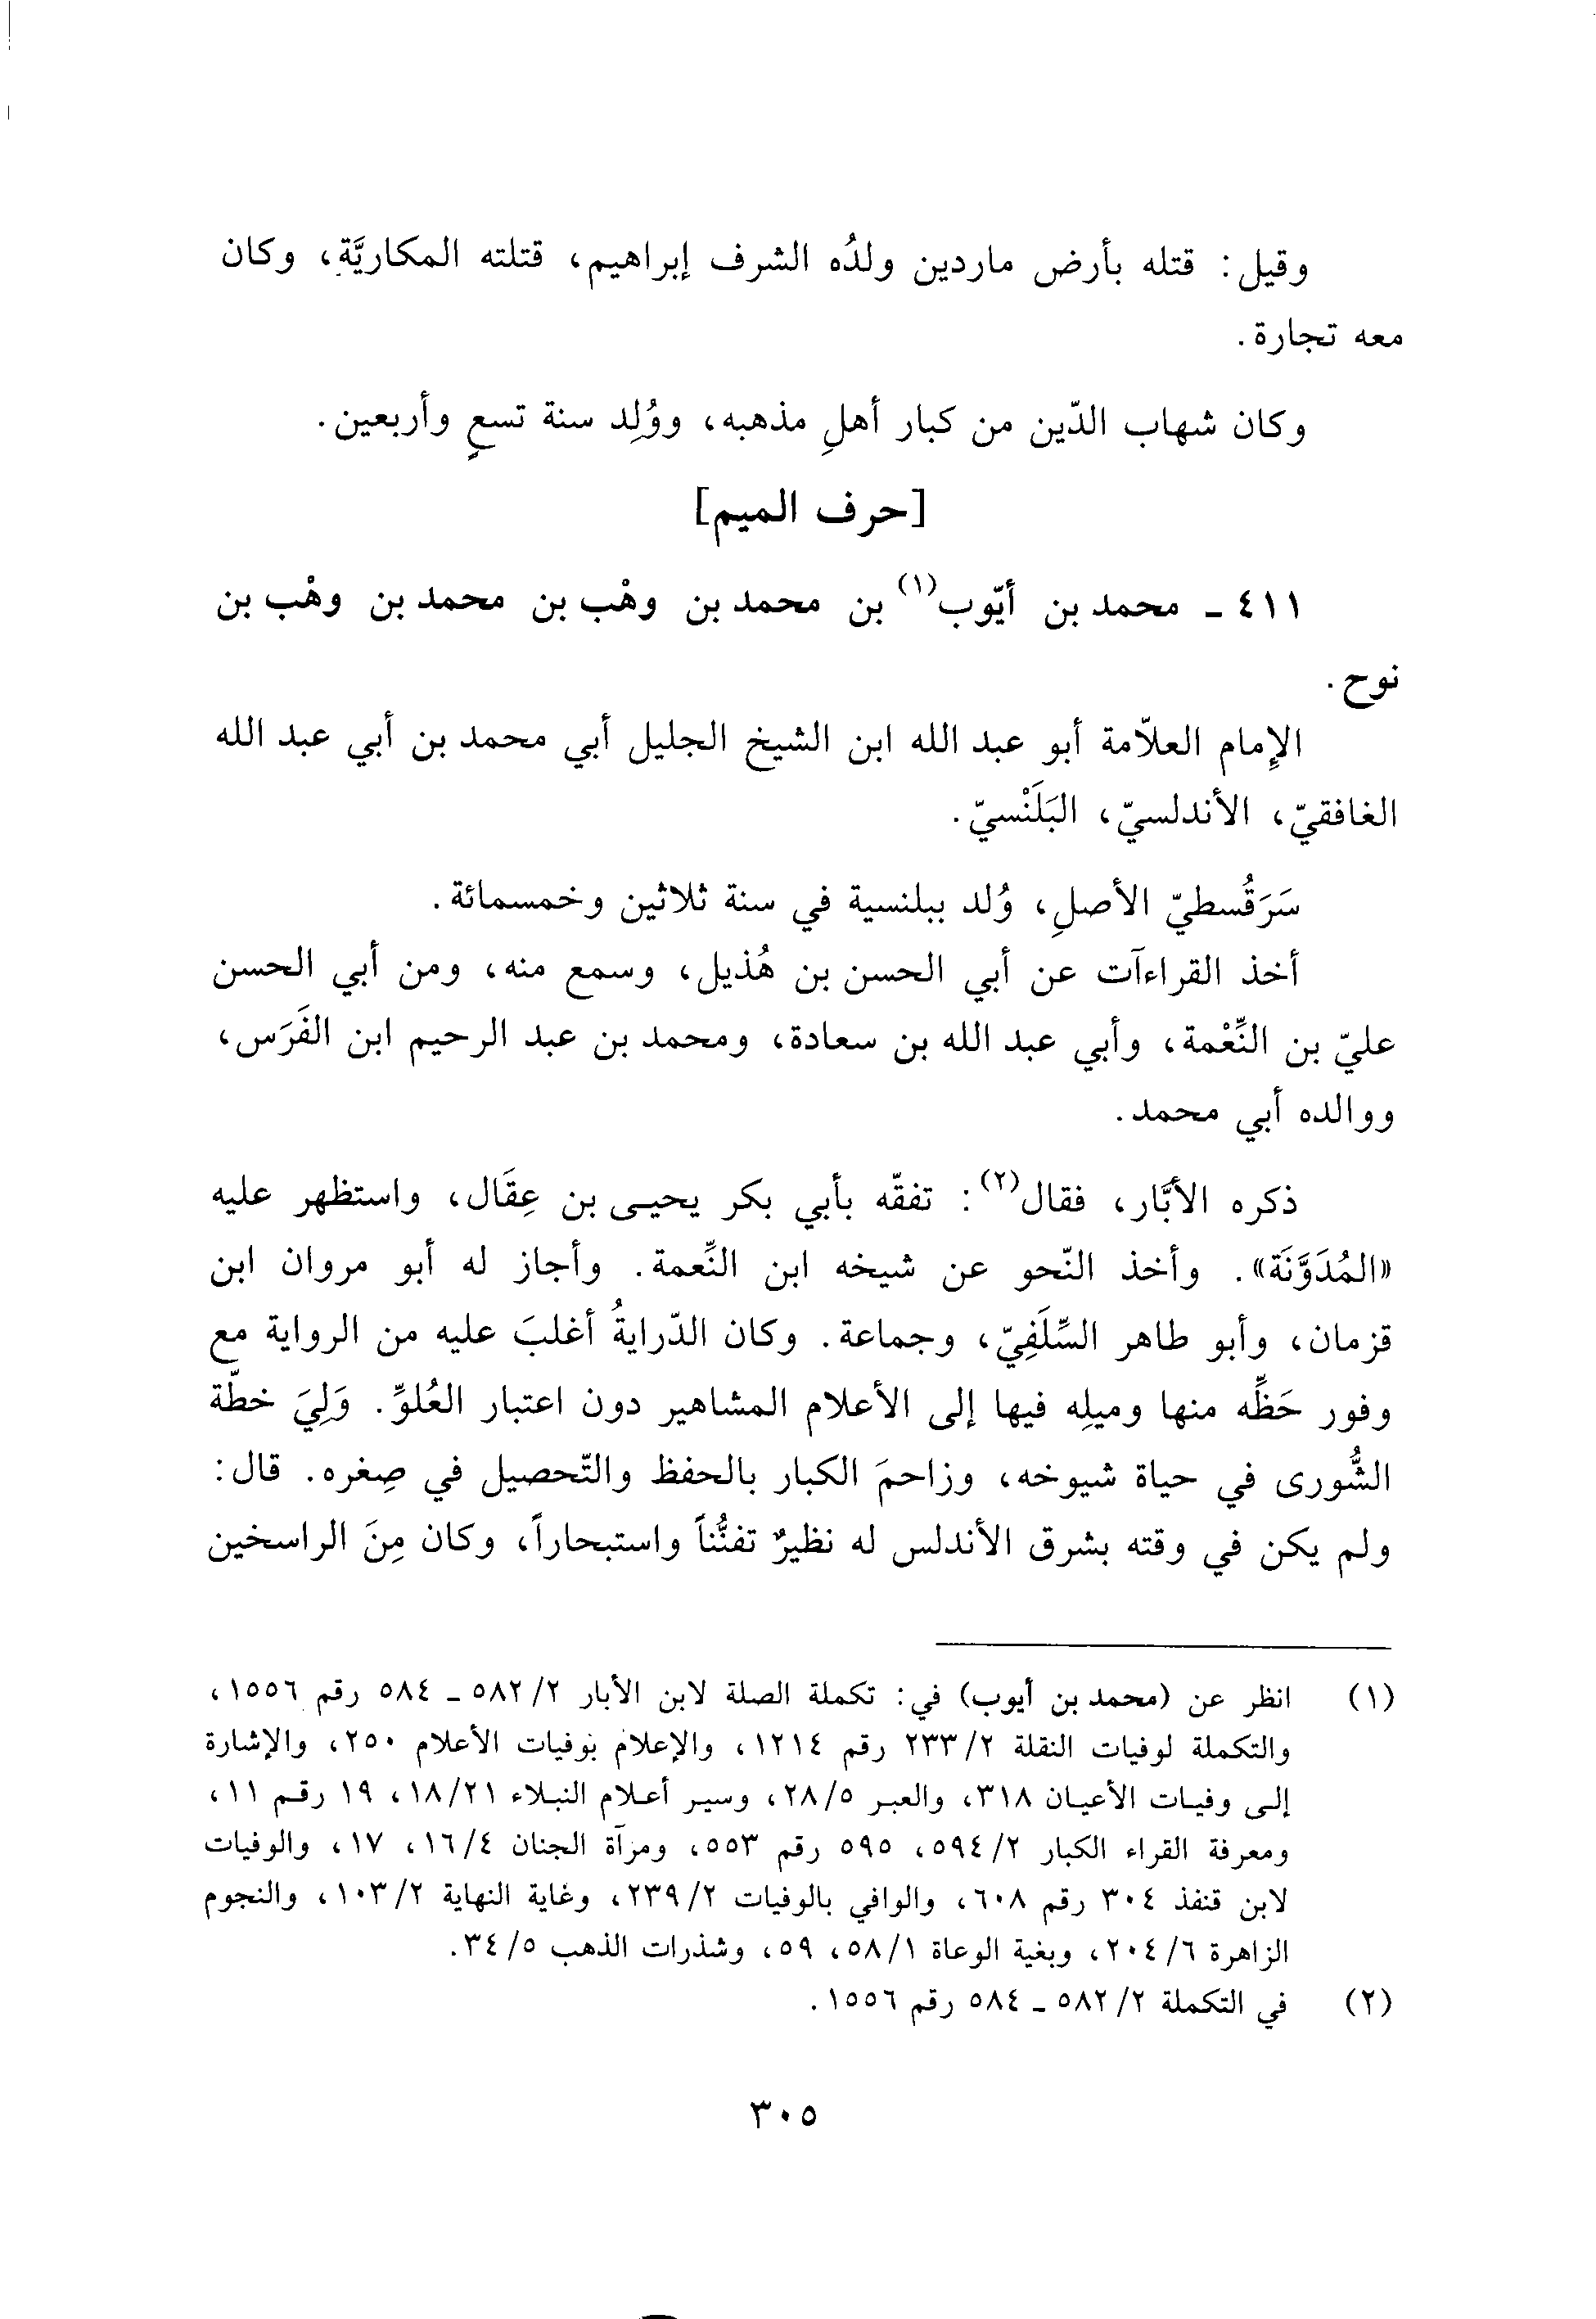 وقيل: قتله بأرض ماردين ولدُه الشرف إبراهيم، قتلته المكاريَّة، وكان
معه تجارة.
وكان شهاب الدّين من كبار أهلِ مذهبه، ووُلِد سنة تسعٍ وأربعين.
[حرف الميم]
٤١١ ـ محمد بن أيّوب(١) بن محمد بن وهْب بن محمد بن وهْب بن
نوح.
الإمام العلاّمة أبو عبد الله ابن الشيخ الجليل أبي محمد بن أبي عبد الله
الغافقيّ، الأندلسيّ، البَلَنْسيّ.
سَرَقُسطيّ الأصلِ، وُلد ببلنسية في سنة ثلاثين وخمسمائة.
أخذ القراءآت عن أبي الحسن بن هُذيل، وسمع منه، ومن أبي الحسن
عليّ بن النِّعْمة، وأبي عبد الله بن سعادة، ومحمد بن عبد الرحيم ابن الفَرَس،
ووالده أبي محمد.
ذكره الأبَّار، فقال(٢): تفقّه بأبي بكر يحيى بن عِقَال، واستظهر عليه
«المُدَوَّنَة». وأخذ النّحو عن شيخه ابن النِّعمة. وأجاز له أبو مروان ابن
قزمان، وأبو طاهر السِّلَفِيّ، وجماعة. وكان الدّرايةُ أغلبَ عليه من الرواية مع
وفور حَظِّه منها وميلِه فيها إلى الأعلام المشاهير دون اعتبار العُلوِّ. وَلِيَ خطّة
الشُّورى في حياة شيوخه، وزاحمَ الكبار بالحفظ والتّحصيل في صِغره. قال:
ولم يكن في وقته بشرق الأندلس له نظيرٌ تفنُّناً واستبحاراً، وكان مِنَ الراسخين
(١) انظر عن (محمد بن أيوب) في: تكملة الصلة لابن الأبار ٢/ ٥٨٢ ـ ٥٨٤ رقم ١٥٥٦،
والتكملة لوفيات النقلة ٢/ ٢٣٣ رقم ١٢١٤، والإعلام بوفيات الأعلام ٢٥٠، والإشارة
إلى وفيات الأعيان ٣١٨، والعبر ٥/ ٢٨، وسير أعلام النبلاء ٢١/ ١٨، ١٩ رقم ١١،
ومعرفة القراء الكبار ٢/ ٥٩٤، ٥٩٥ رقم ٥٥٣، ومرآة الجنان ٤/ ١٦، ١٧، والوفيات
لابن قنفذ ٣٠٤ رقم ٦٠٨، والوافي بالوفيات ٢/ ٢٣٩، وغاية النهاية ٢/ ١٠٣، والنجوم
الزاهرة ٦/ ٢٠٤، وبغية الوعاة ١/ ٥٨، ٥٩، وشذرات الذهب ٥/ ٣٤.
(٢) في التكملة ٢/ ٥٨٢ ـ ٥٨٤ رقم ١٥٥٦.
٣٠٥